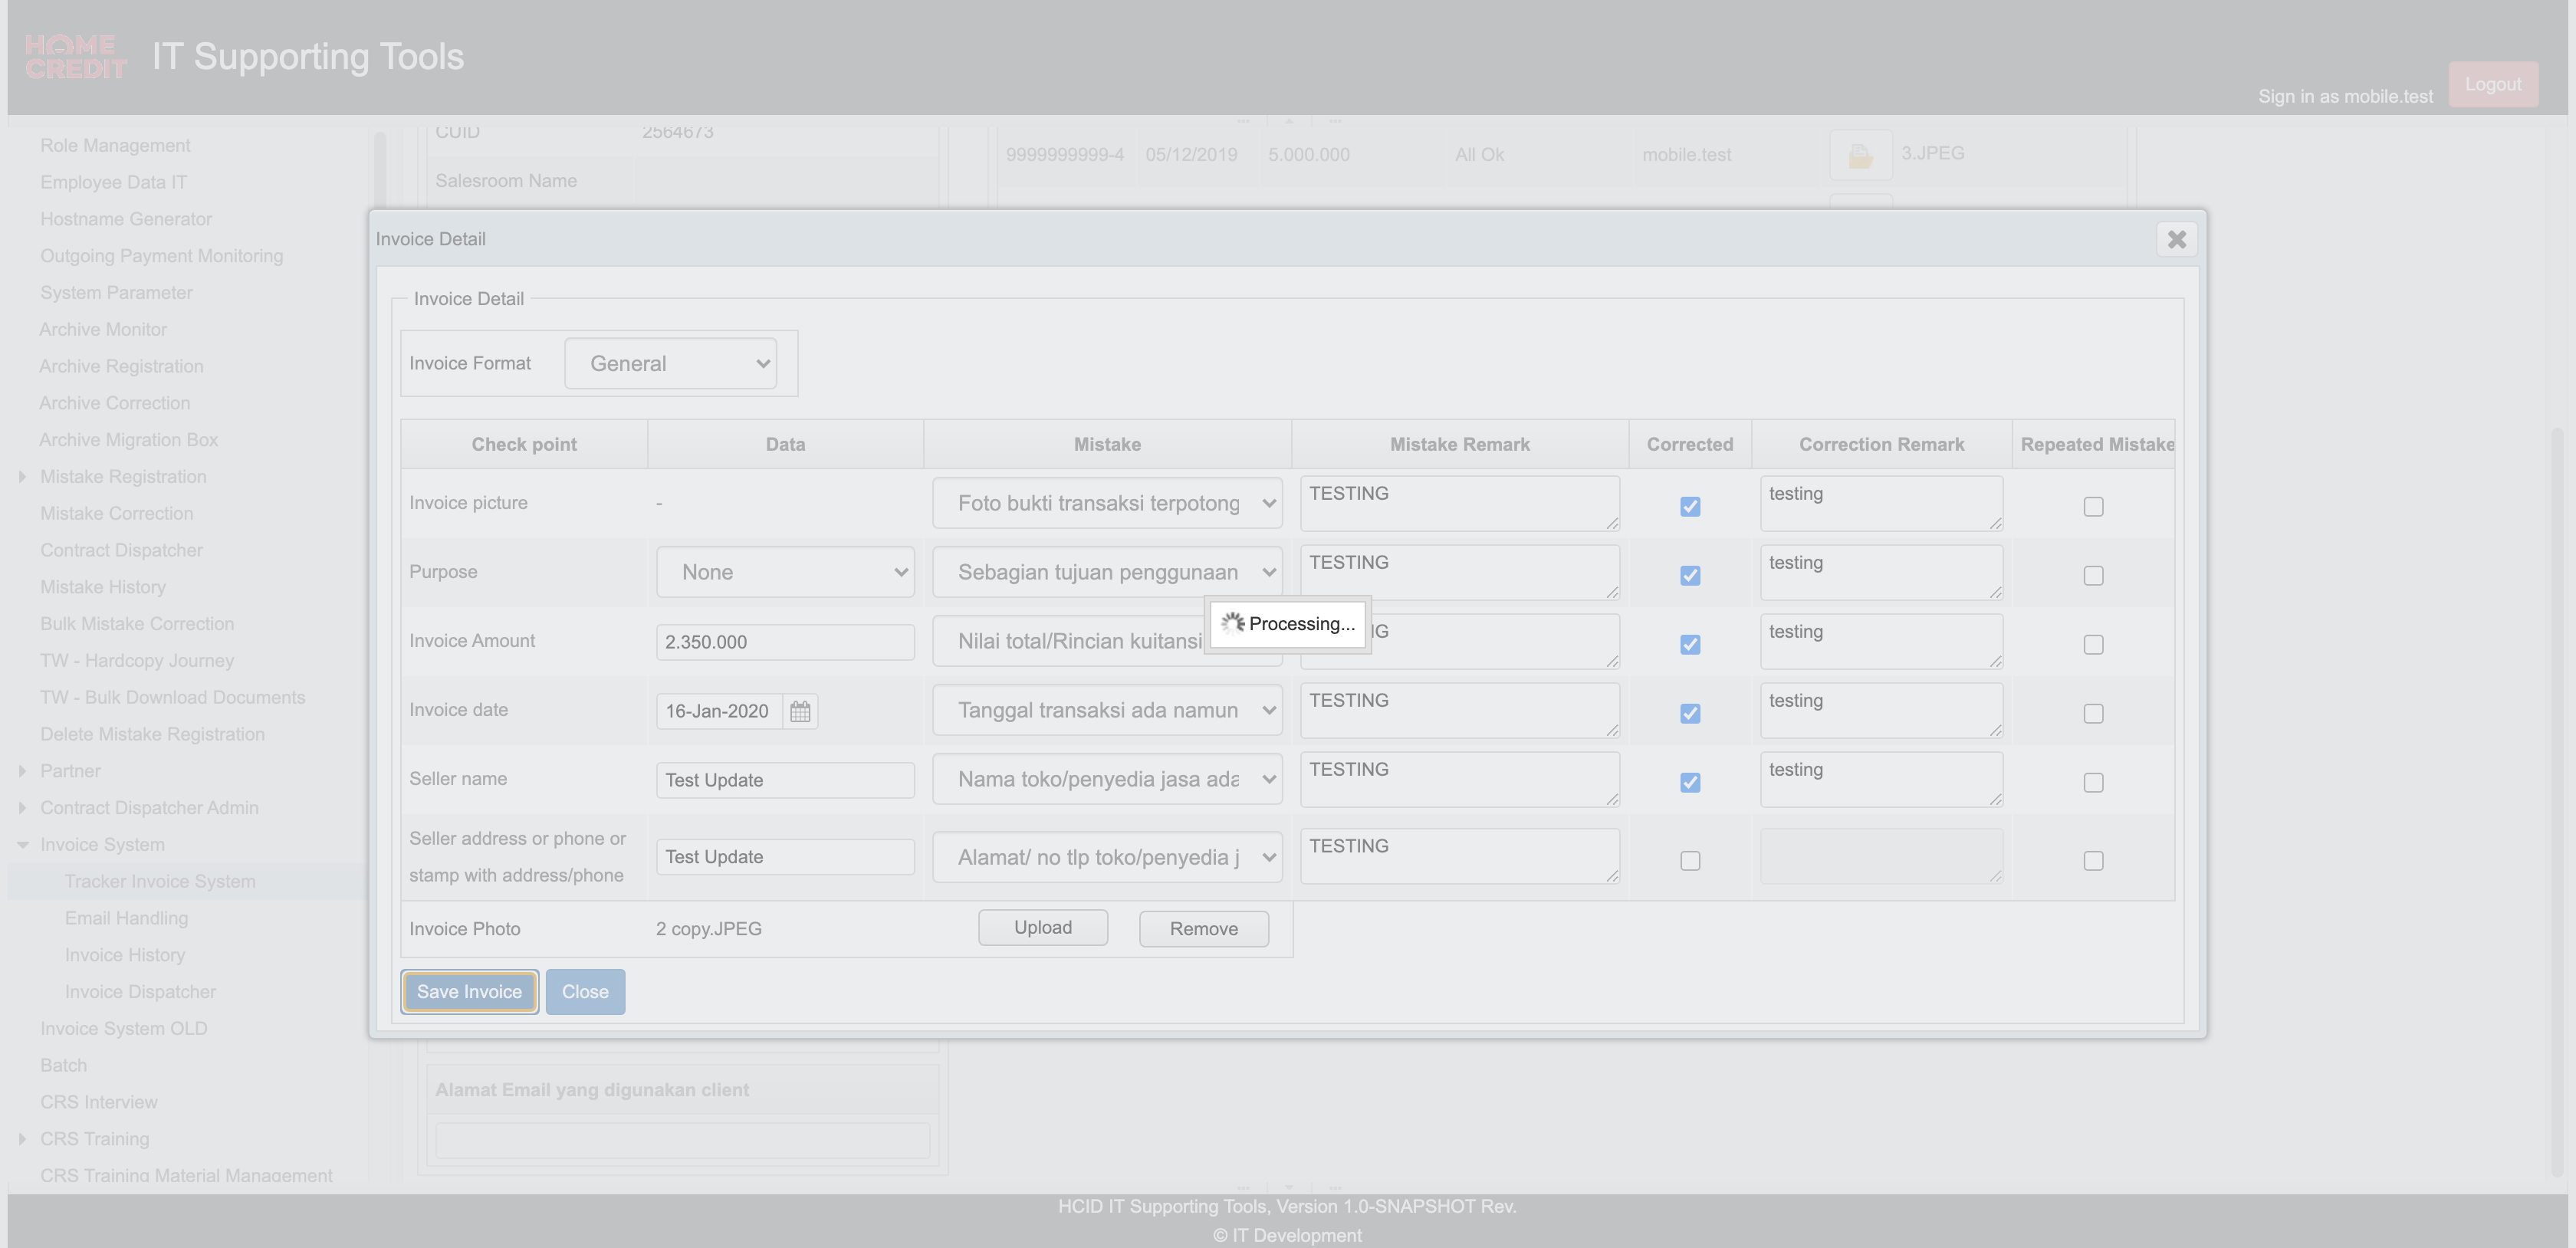 HOME CREDIT IT Supporting Tools
Sign in as mobile.test Logout
Role Management
Employee Data IT
Hostname Generator
Outgoing Payment Monitoring
System Parameter
Archive Monitor
Archive Registration
Archive Correction
Archive Migration Box
Mistake Registration
Mistake Correction
Contract Dispatcher
Mistake History
Bulk Mistake Correction
TW - Hardcopy Journey
TW - Bulk Download Documents
Delete Mistake Registration
Partner
Contract Dispatcher Admin
Invoice System
Tracker Invoice System
Email Handling
Invoice History
Invoice Dispatcher
Invoice System OLD
Batch
CRS Interview
CRS Training
CRS Training Material Management
CUID 2564673
Salesroom Name
9999999999-4 05/12/2019 5.000.000 All Ok mobile.test 3.JPEG
Invoice Detail
Invoice Detail
Invoice Format General
Check point Data Mistake Mistake Remark Corrected Correction Remark Repeated Mistake
Invoice picture - Foto bukti transaksi terpotong TESTING testing
Purpose None Sebagian tujuan penggunaan TESTING testing
Invoice Amount 2.350.000 Nilai total/Rincian kuitansi testing
Processing...
Invoice date 16-Jan-2020 Tanggal transaksi ada namun TESTING testing
Seller name Test Update Nama toko/penyedia jasa ada TESTING testing
Seller address or phone or
stamp with address/phone Test Update Alamat/ no tlp toko/penyedia j TESTING
Invoice Photo 2 copy.JPEG Upload Remove
Save Invoice Close
Alamat Email yang digunakan client
HCID IT Supporting Tools, Version 1.0-SNAPSHOT Rev.
© IT Development